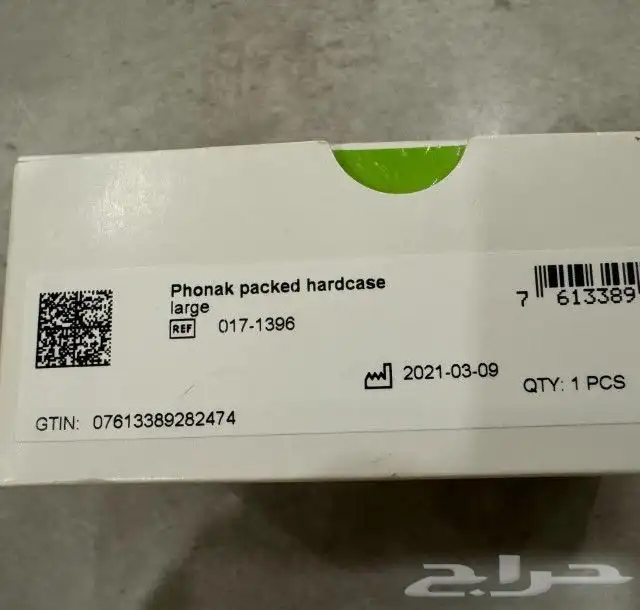 Phonak packed hardcase
large
REF 017-1396
7 613389
2021-03-09
QTY: 1 PCS
GTIN: 07613389282474
حراج